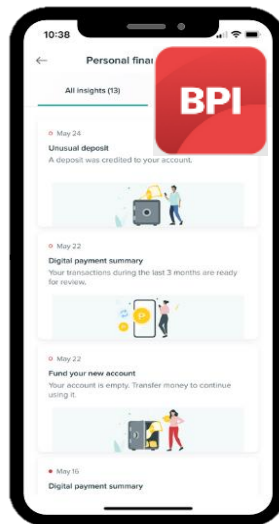 10:38
Personal fina
BPI
All insights (13)
May 24
Unusual deposit
A deposit was credited to your account.
May 22
Digital payment summary
Your transactions during the last 3 months are ready
for review.
May 22
Fund your new account
Your account is empty. Transfer money to continue
using it.
May 16
Digital payment summary